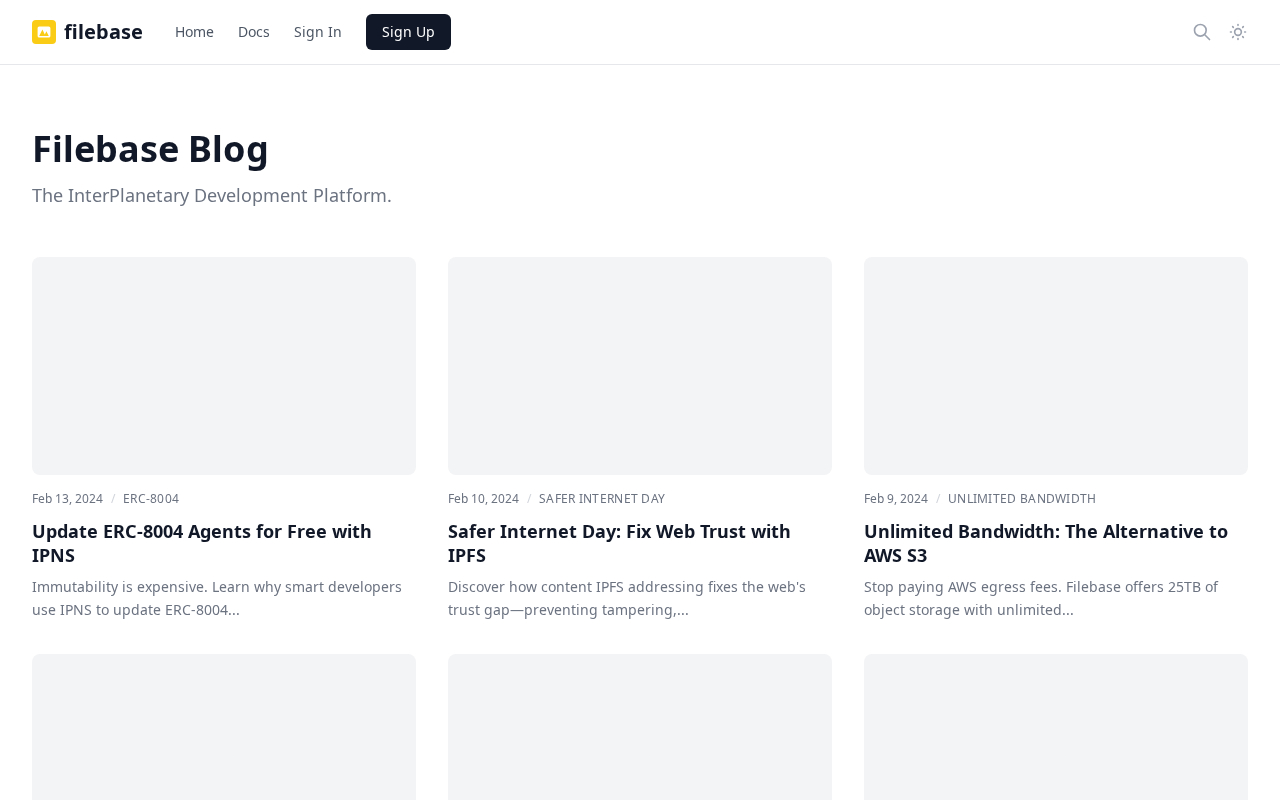 filebase
Home
Docs
Sign In
Sign Up
Filebase Blog
The InterPlanetary Development Platform.
Feb 13, 2024 / ERC-8004
Update ERC-8004 Agents for Free with
IPNS
Immutability is expensive. Learn why smart developers
use IPNS to update ERC-8004...
Feb 10, 2024 / SAFER INTERNET DAY
Safer Internet Day: Fix Web Trust with
IPFS
Discover how content IPFS addressing fixes the web's
trust gap—preventing tampering,...
Feb 9, 2024 / UNLIMITED BANDWIDTH
Unlimited Bandwidth: The Alternative to
AWS S3
Stop paying AWS egress fees. Filebase offers 25TB of
object storage with unlimited...